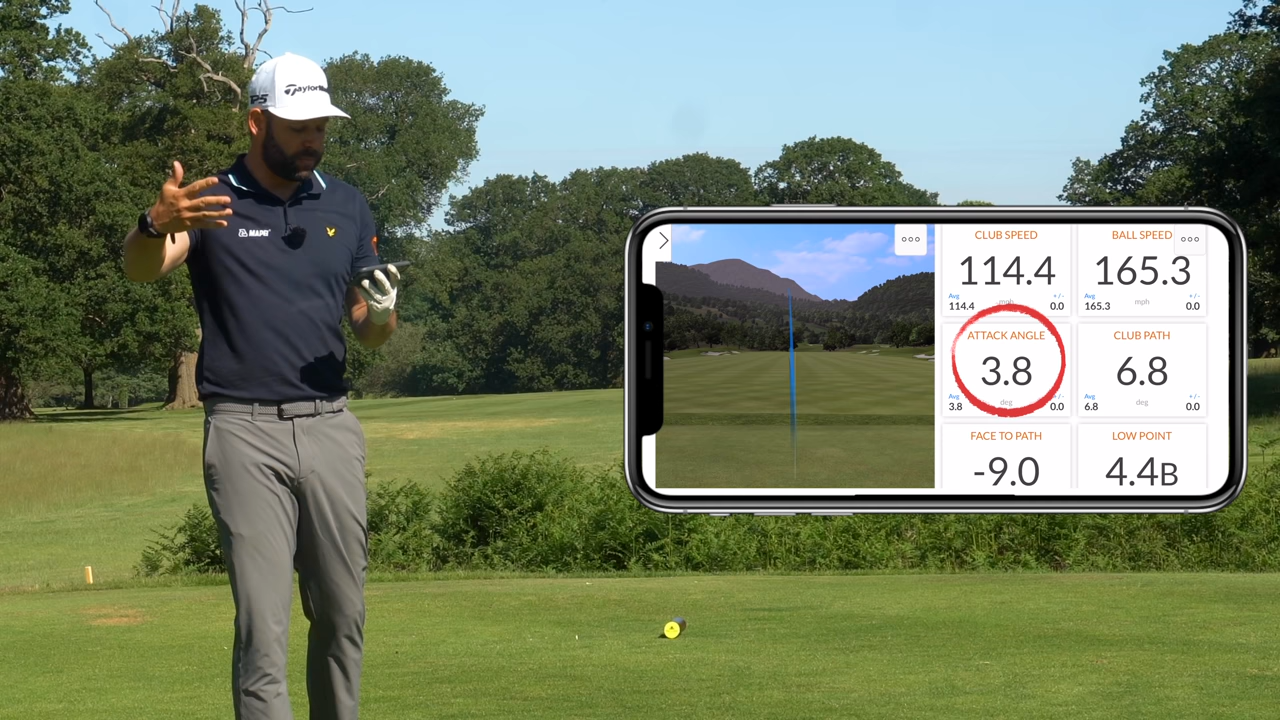 TaylorMade
TP5
MAPEI
CLUB SPEED
114.4
mph
Avg
114.4
+/-
0.0
BALL SPEED
165.3
mph
Avg
165.3
+/-
0.0
ATTACK ANGLE
3.8
deg
Avg
3.8
+/-
0.0
CLUB PATH
6.8
deg
Avg
6.8
+/-
0.0
FACE TO PATH
-9.0
LOW POINT
4.4B